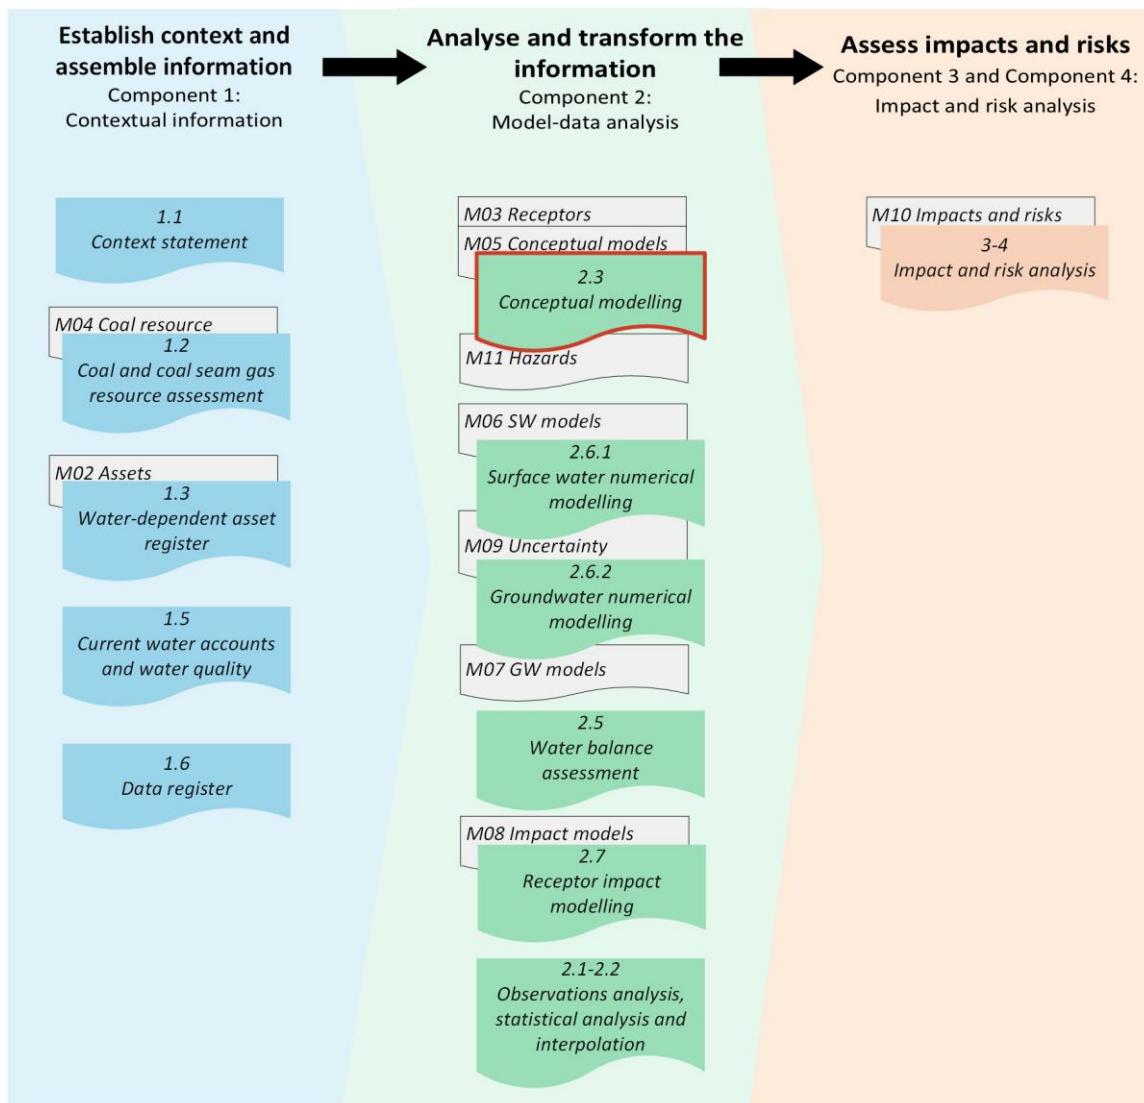 Establish context and
assemble information
Component 1:
Contextual information
1.1
Context statement
M04 Coal resource
1.2
Coal and coal seam gas
resource assessment
M02 Assets
1.3
Water-dependent asset
register
1.5
Current water accounts
and water quality
1.6
Data register
Analyse and transform the
information
Component 2:
Model-data analysis
M03 Receptors
M05 Conceptual models
2.3
Conceptual modelling
M11 Hazards
M06 SW models
2.6.1
Surface water numerical
modelling
M09 Uncertainty
2.6.2
Groundwater numerical
modelling
M07 GW models
2.5
Water balance
assessment
M08 Impact models
2.7
Receptor impact
modelling
2.1-2.2
Observations analysis,
statistical analysis and
interpolation
Assess impacts and risks
Component 3 and Component 4:
Impact and risk analysis
M10 Impacts and risks
3-4
Impact and risk analysis